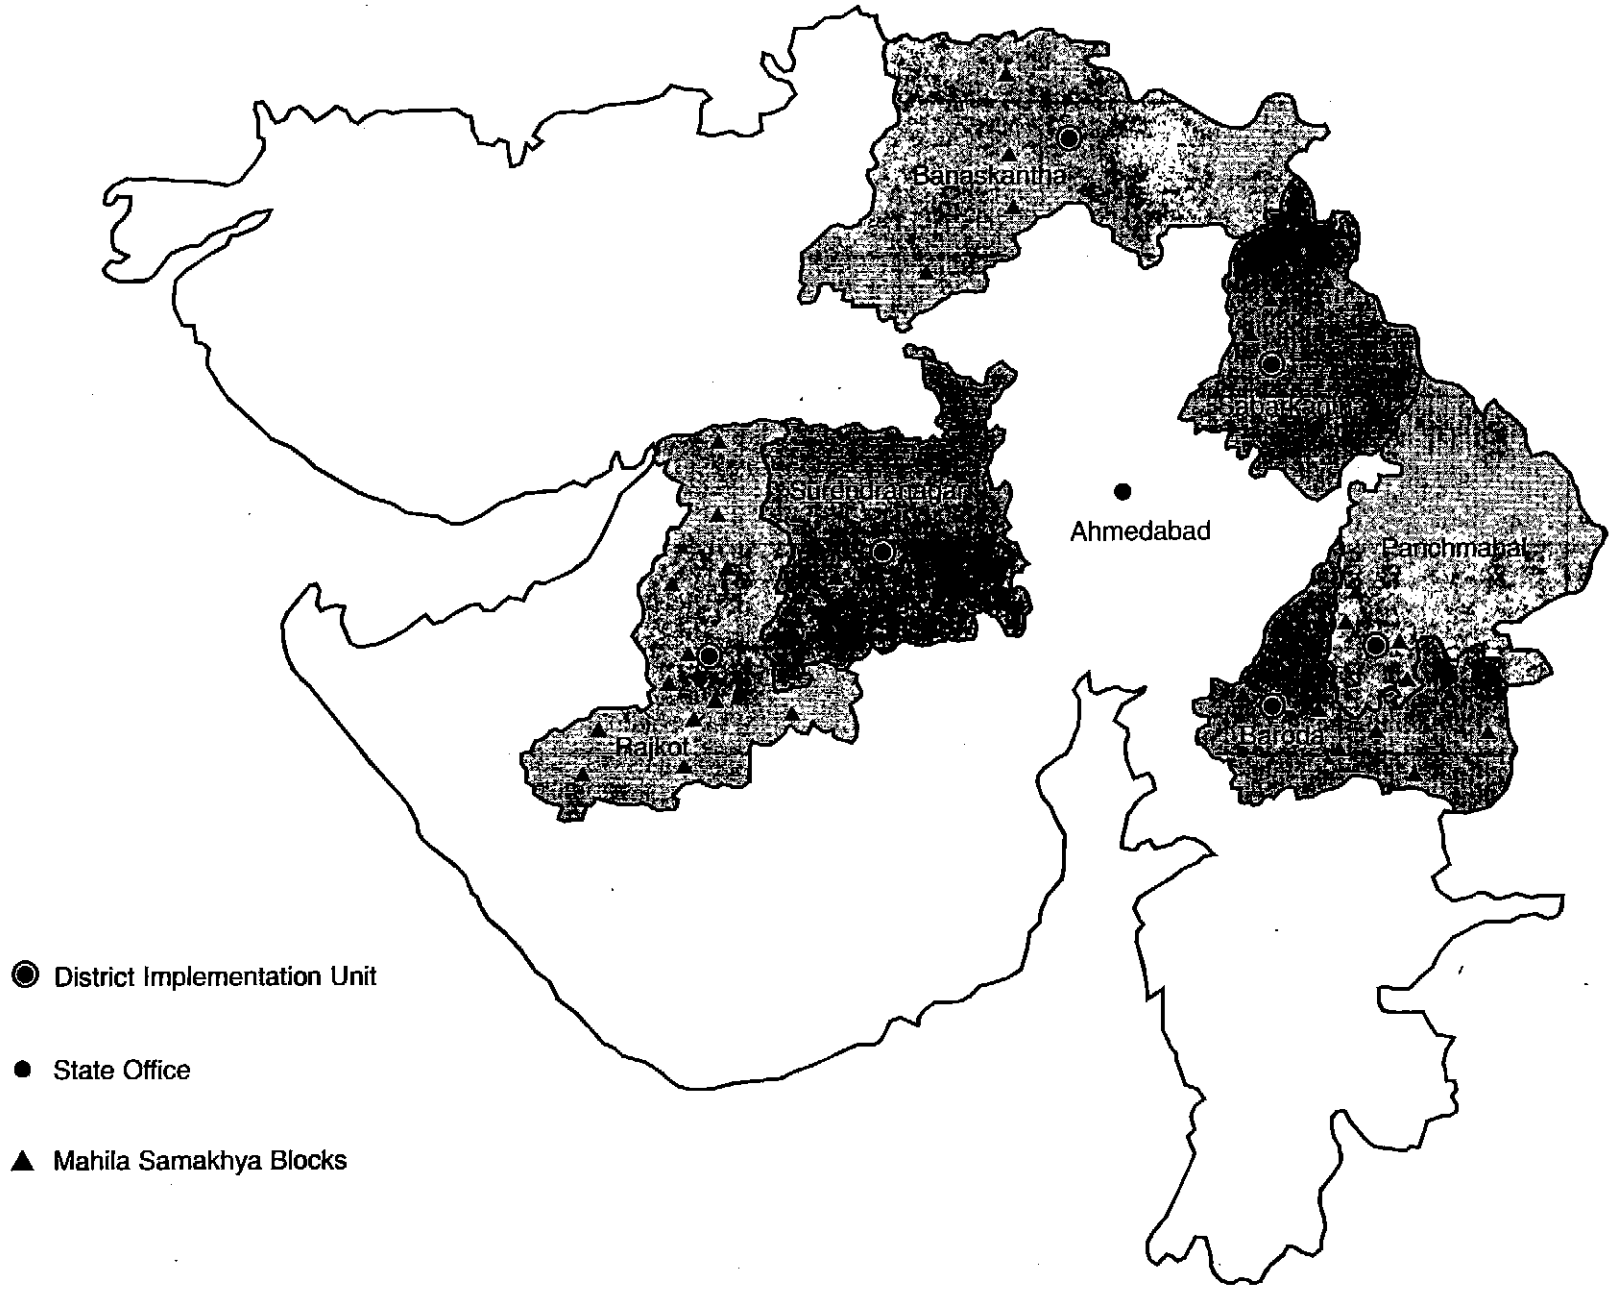 Banaskantha
Sabarkantha
Surendranagar
Ahmedabad
Panchmahal
Baroda
Rajkot
District Implementation Unit
State Office
Mahila Samakhya Blocks